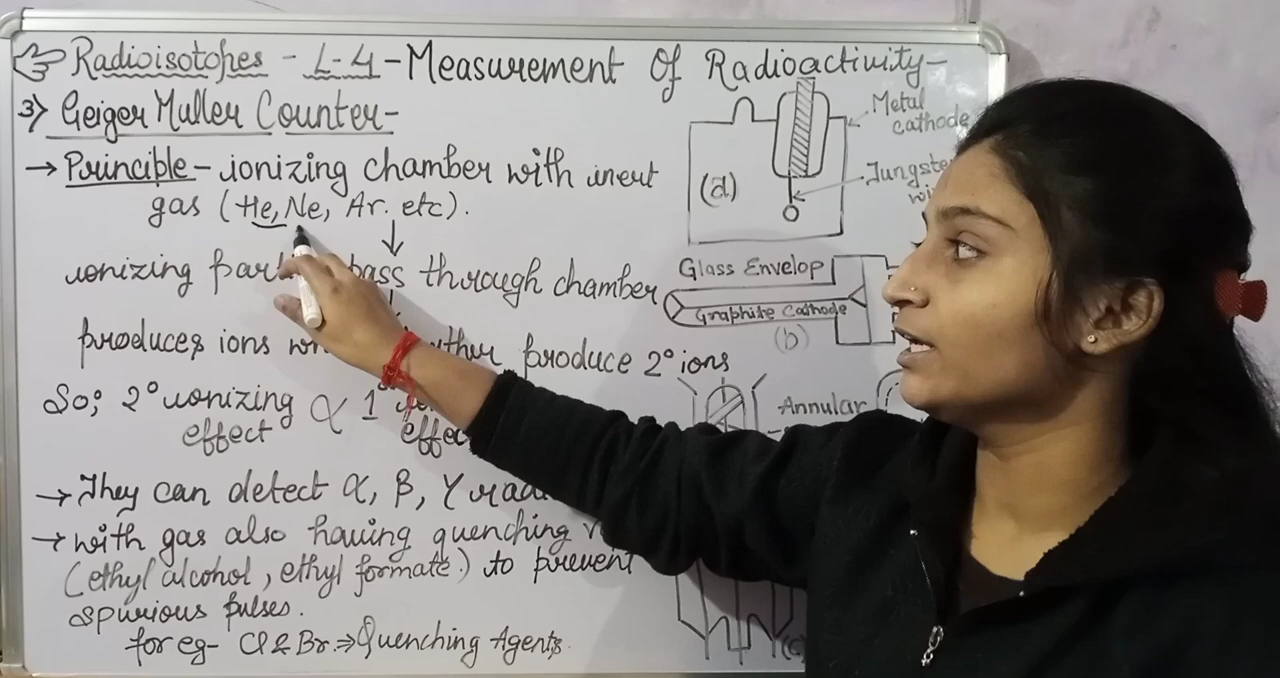 Radioisotopes - L-4 - Measurement Of Radioactivity -
3) Geiger Muller Counter -
→ Principle - ionizing chamber with inert
gas (He, Ne, Ar. etc).
↓
ionizing pass through chamber
produces ions produce 2° ions
So; 2° ionizing effect ∝ 1°
→ They can detect α, β, γ
→ with gas also having quenching
(ethyl alcohol, ethyl formate) to prevent
spurious pulses.
for eg - Cl & Br. ⇒ Quenching Agents.
Metal cathode
(a)
Glass Envelop
Graphite Cathode
(b)
Annular
(c)